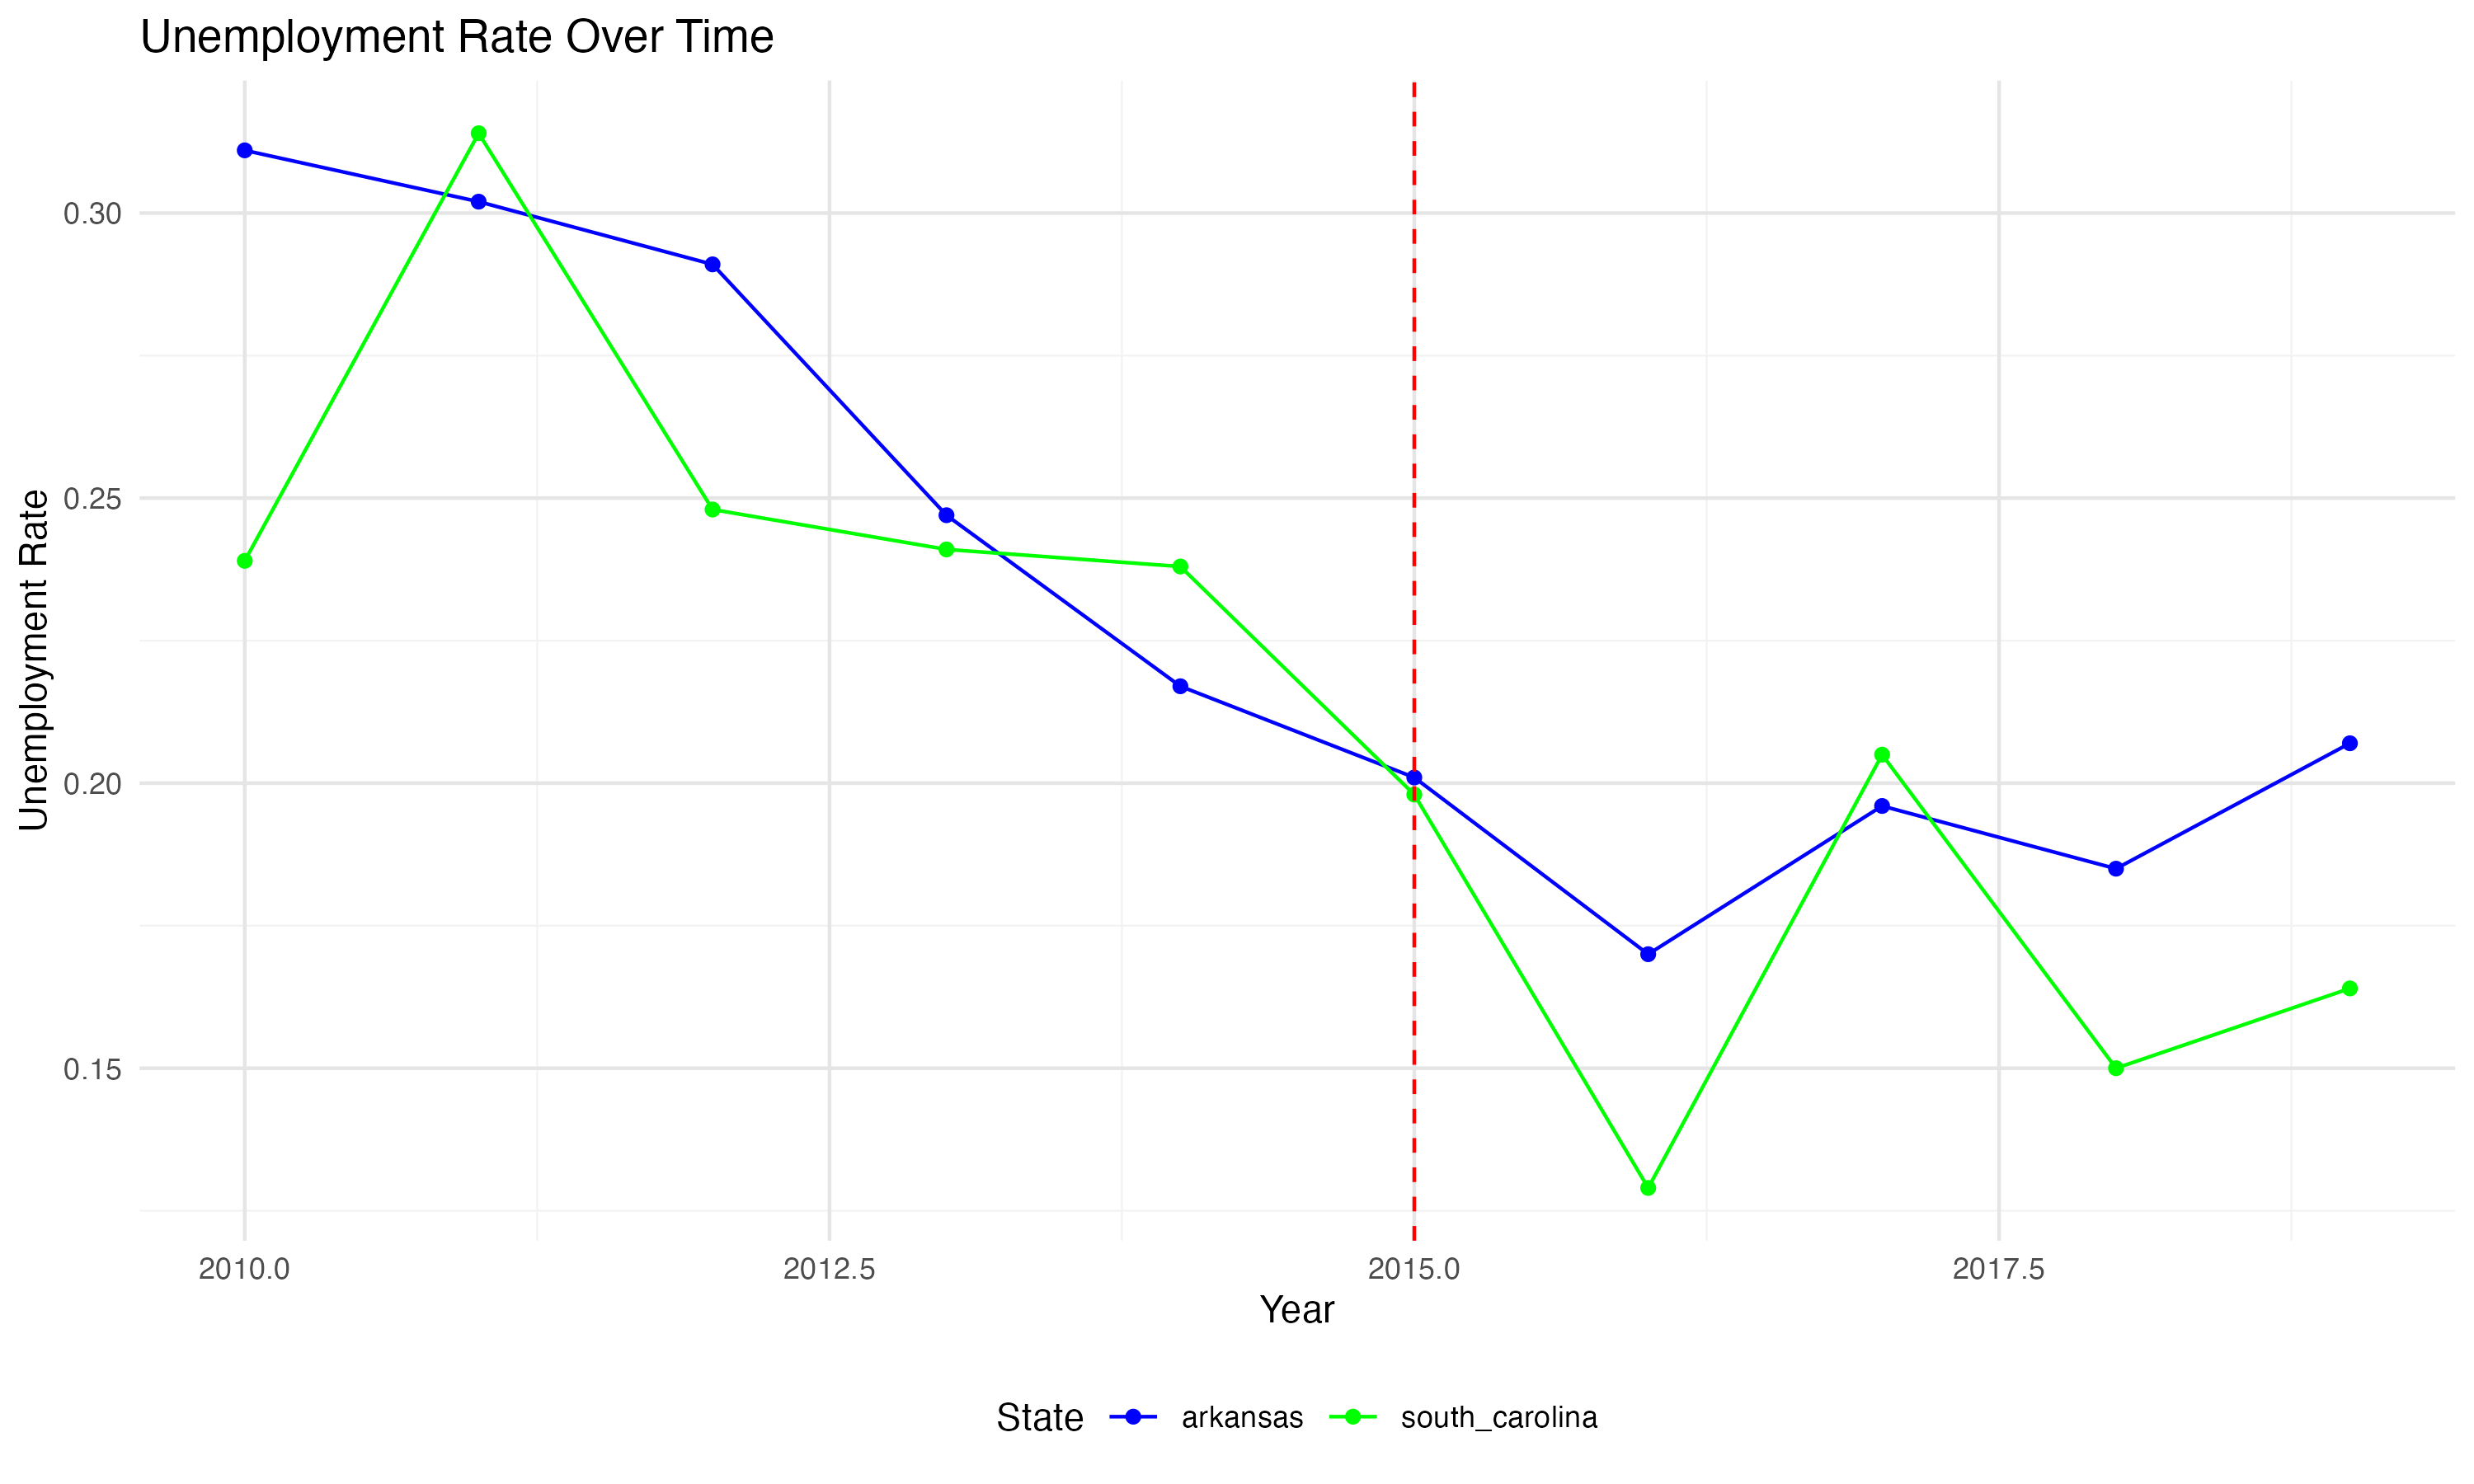 Unemployment Rate Over Time
Unemployment Rate
0.30
0.25
0.20
0.15
2010.0 2012.5 2015.0 2017.5
Year
State arkansas south_carolina